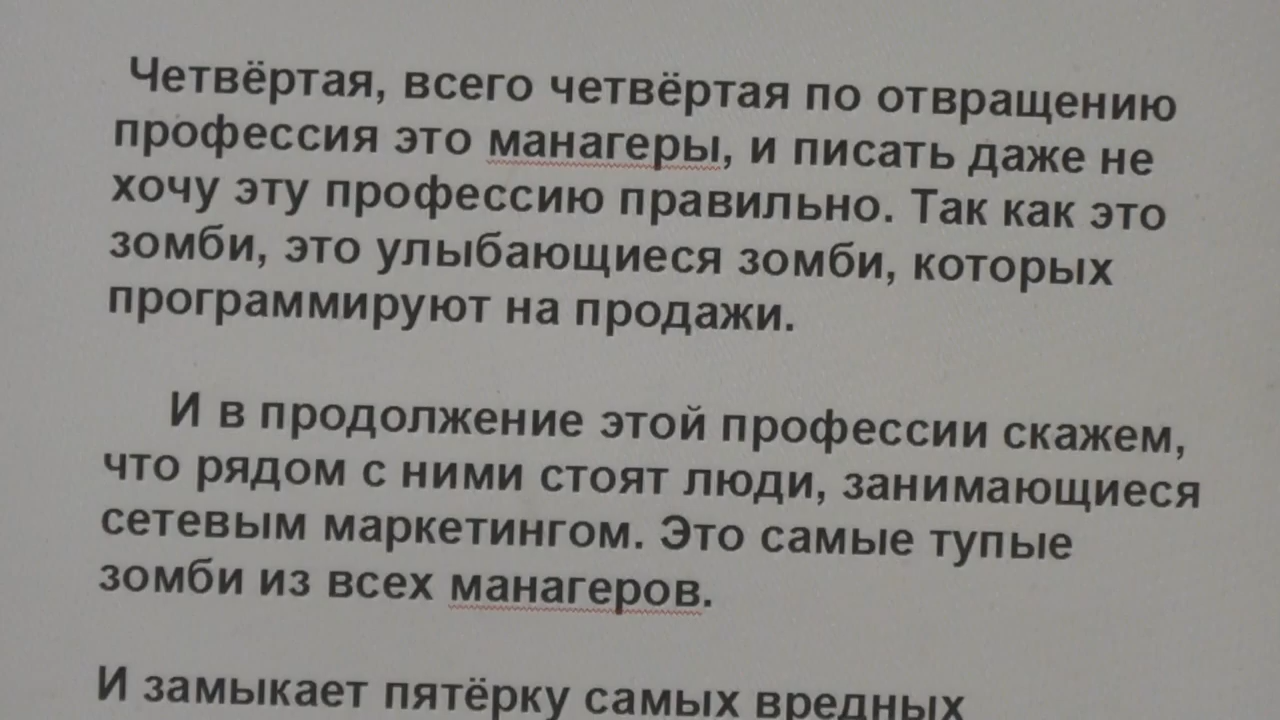 Четвёртая, всего четвёртая по отвращению
профессия это манагеры, и писать даже не
хочу эту профессию правильно. Так как это
зомби, это улыбающиеся зомби, которых
программируют на продажи.
И в продолжение этой профессии скажем,
что рядом с ними стоят люди, занимающиеся
сетевым маркетингом. Это самые тупые
зомби из всех манагеров.
И замыкает пятёрку самых вредных